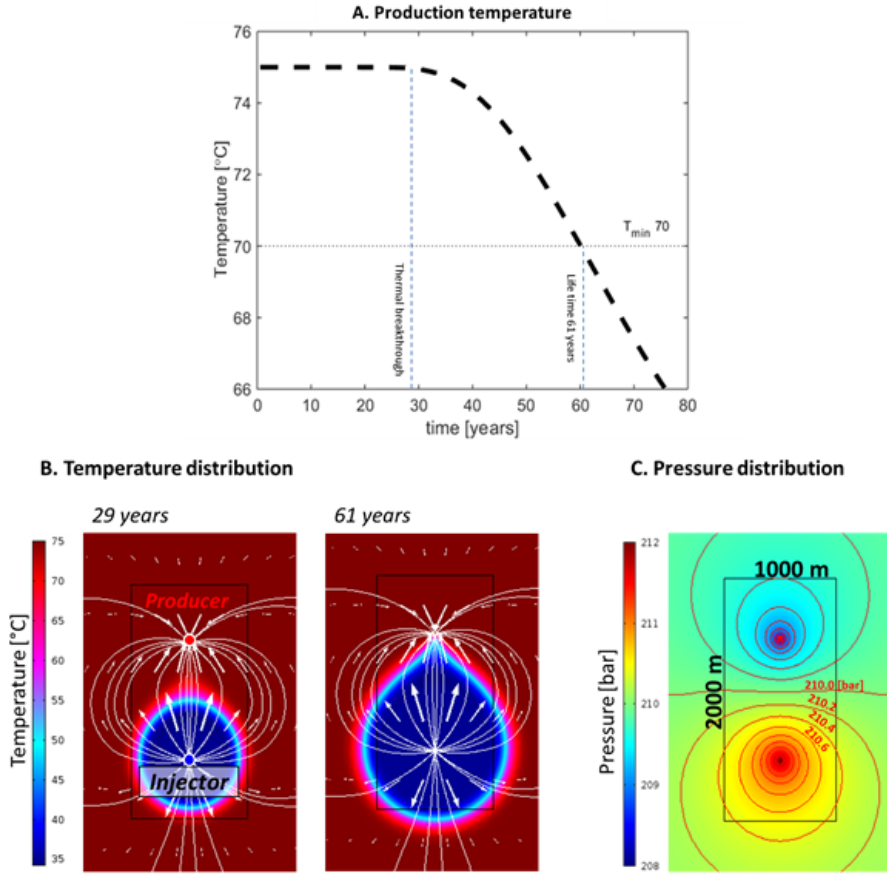 A. Production temperature
76
74
72
70
68
66
Temperature [°C]
T_min 70
Thermal breakthrough
Life time 61 years
0 10 20 30 40 50 60 70 80
time [years]
B. Temperature distribution
C. Pressure distribution
29 years
61 years
75
70
65
60
55
50
45
40
35
Temperature [°C]
Producer
Injector
212
211
210
209
208
Pressure [bar]
1000 m
2000 m
210.0 [bar]
210.2
210.4
210.6